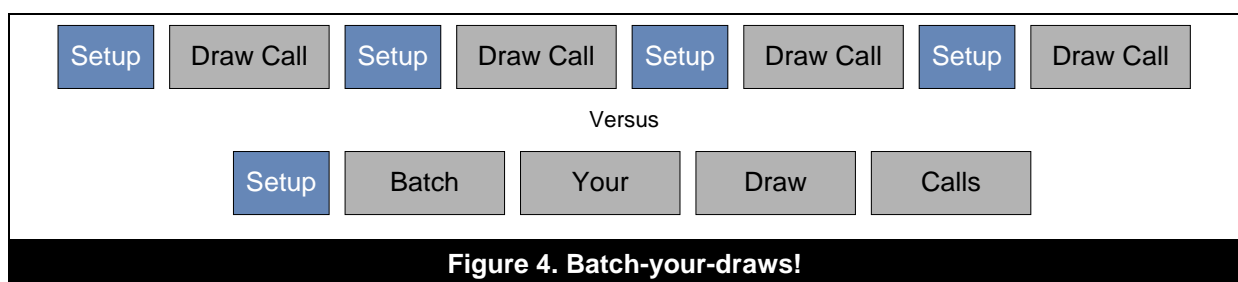 Setup Draw Call Setup Draw Call Setup Draw Call Setup Draw Call
Versus
Setup Batch Your Draw Calls
Figure 4. Batch-your-draws!